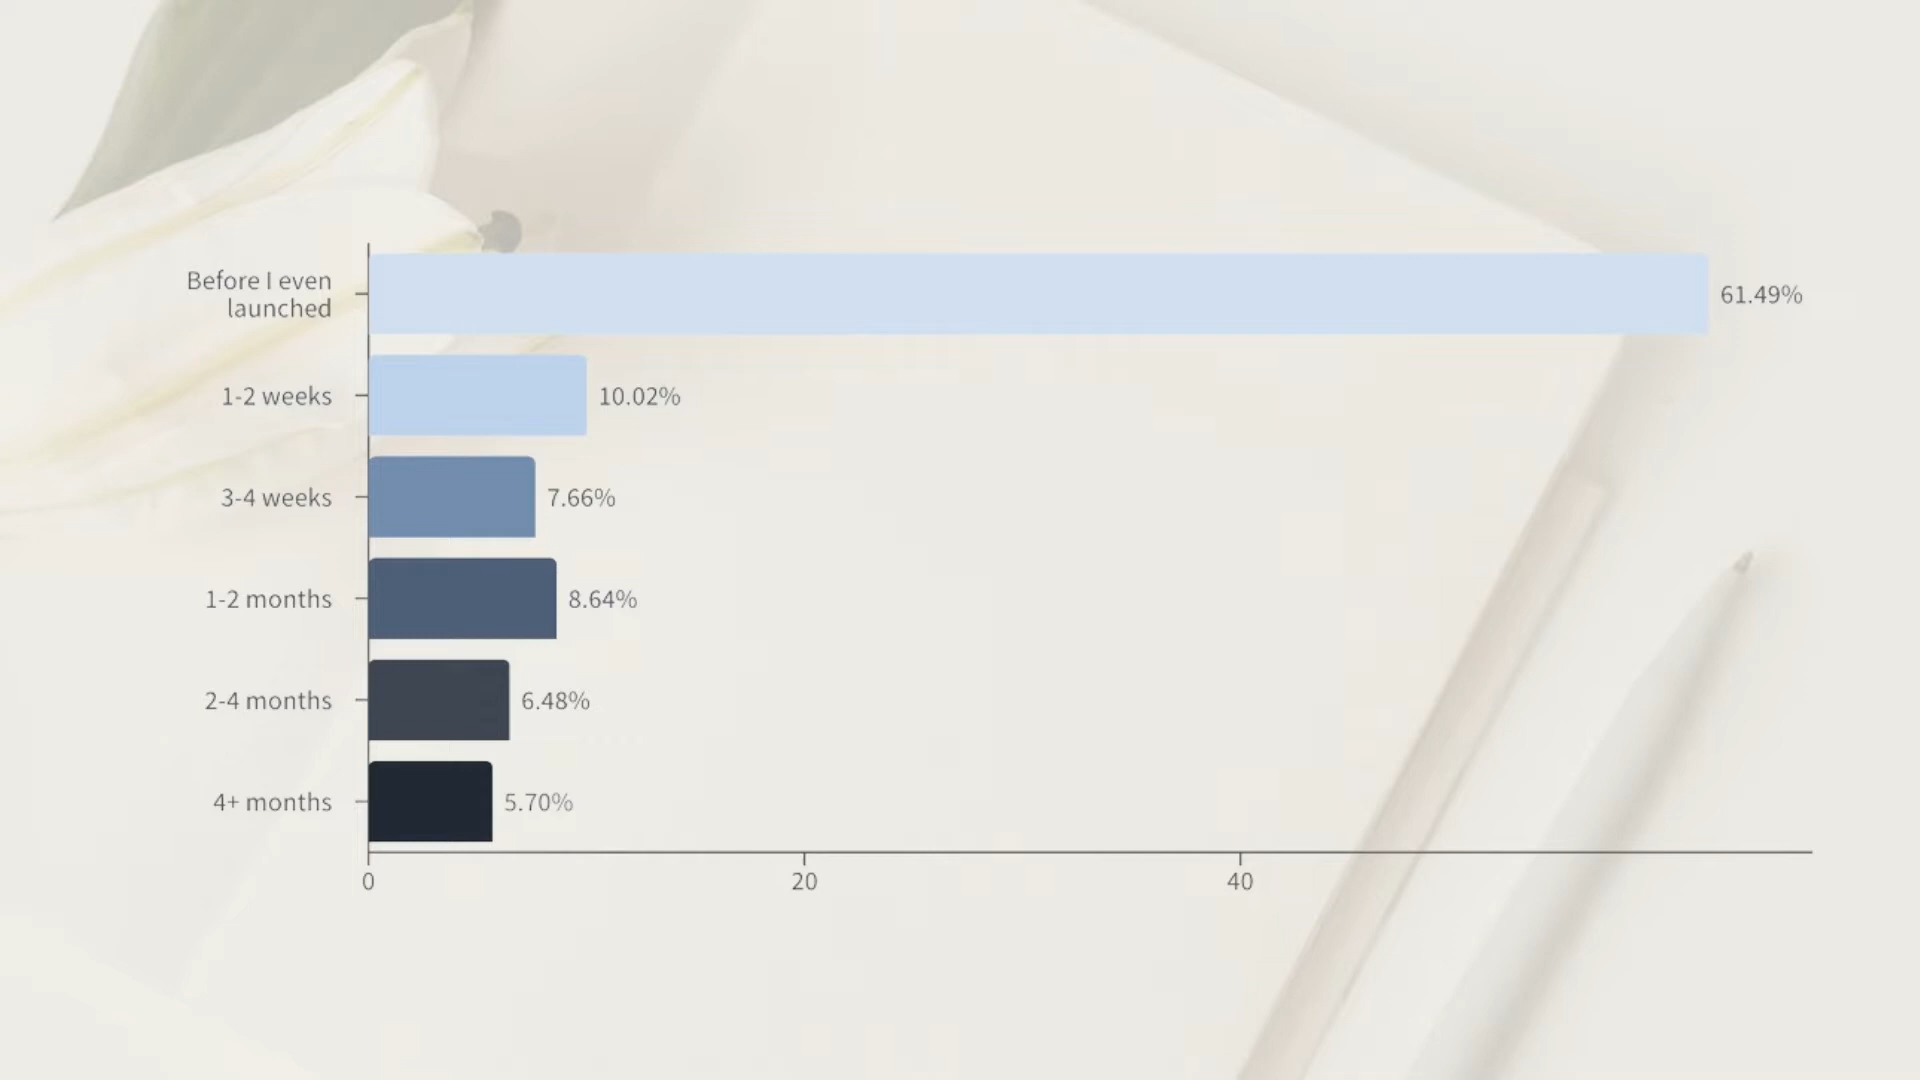 Before I even
launched
61.49%
1-2 weeks
10.02%
3-4 weeks
7.66%
1-2 months
8.64%
2-4 months
6.48%
4+ months
5.70%
0
20
40